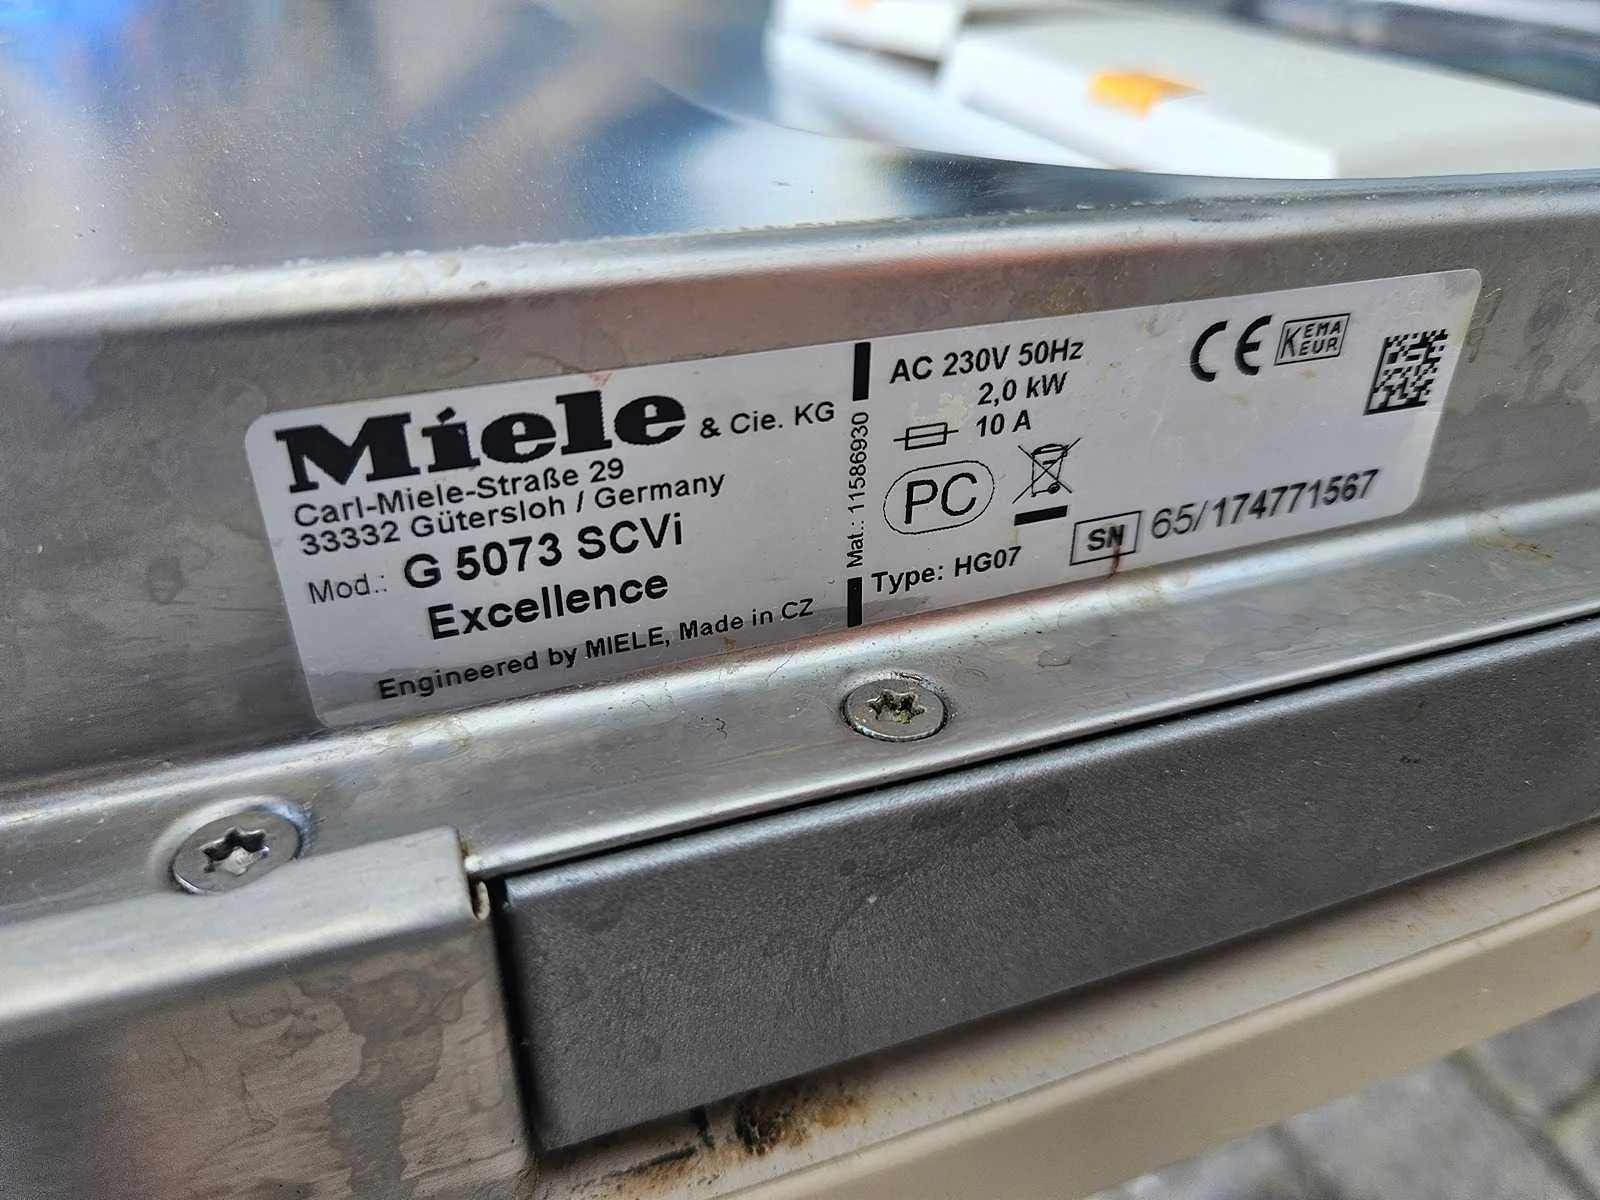 Miele & Cie. KG
Carl-Miele-Straße 29
33332 Gütersloh / Germany
Mod.: G 5073 SCVi
Excellence
Engineered by MIELE, Made in CZ
Mat.: 11586930
AC 230V 50Hz
2,0 kW
10 A
PC
Type: HG07
CE KEMA
KEUR
SN 65/174771567